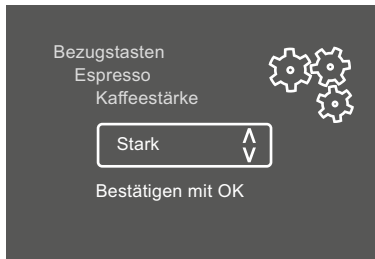 Bezugstasten
Espresso
Kaffeestärke
Stark
Bestätigen mit OK